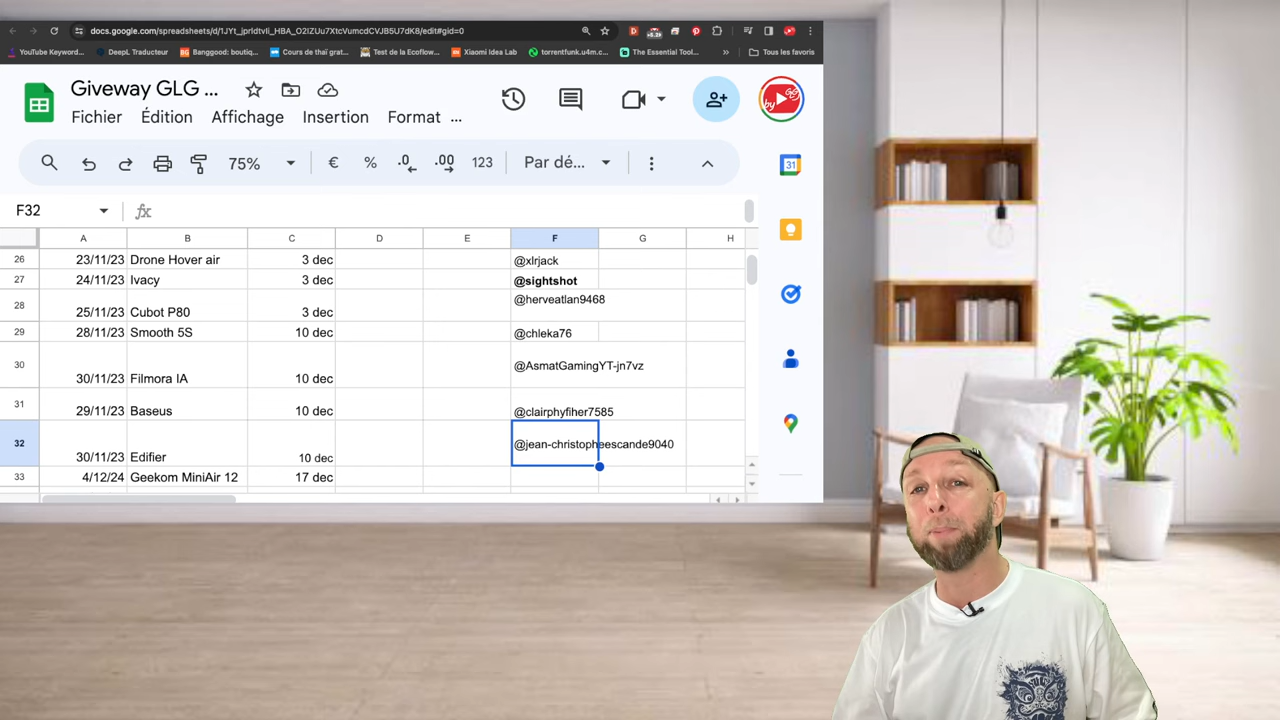 docs.google.com/spreadsheets/d/1JYt_jprldtvlI_HBA_O2IZUu7XtcVumcdCVJB5U7dK8/edit#gid=0
YouTube Keyword... DeepL Traducteur Banggood: boutiq... Cours de thaï grat... Test de la Ecoflow... Xiaomi Idea Lab torrentfunk.u4m.c... The Essential Tool... » Tous les favoris
Giveway GLG ...
Fichier Édition Affichage Insertion Format ...
by GLG
75% € % .0 .00 123 Par dé...
31
F32 fx
A B C D E F G H
26 23/11/23 Drone Hover air 3 dec @xlrjack
27 24/11/23 Ivacy 3 dec @sightshot
28 25/11/23 Cubot P80 3 dec @herveatlan9468
29 28/11/23 Smooth 5S 10 dec @chleka76
30 30/11/23 Filmora IA 10 dec @AsmatGamingYT-jn7vz
31 29/11/23 Baseus 10 dec @clairphyfiher7585
32 30/11/23 Edifier 10 dec @jean-christopheescande9040
33 4/12/24 Geekom MiniAir 12 17 dec